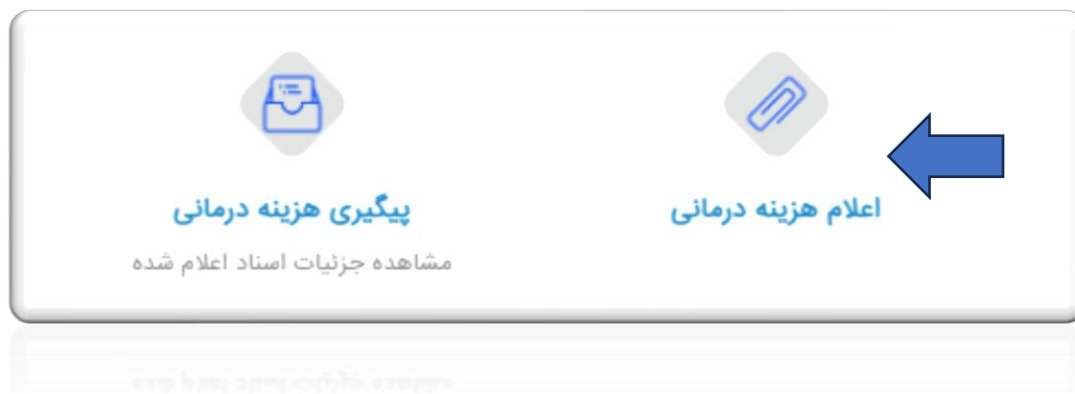 اعلام هزینه درمانی
پیگیری هزینه درمانی
مشاهده جزئیات اسناد اعلام شده